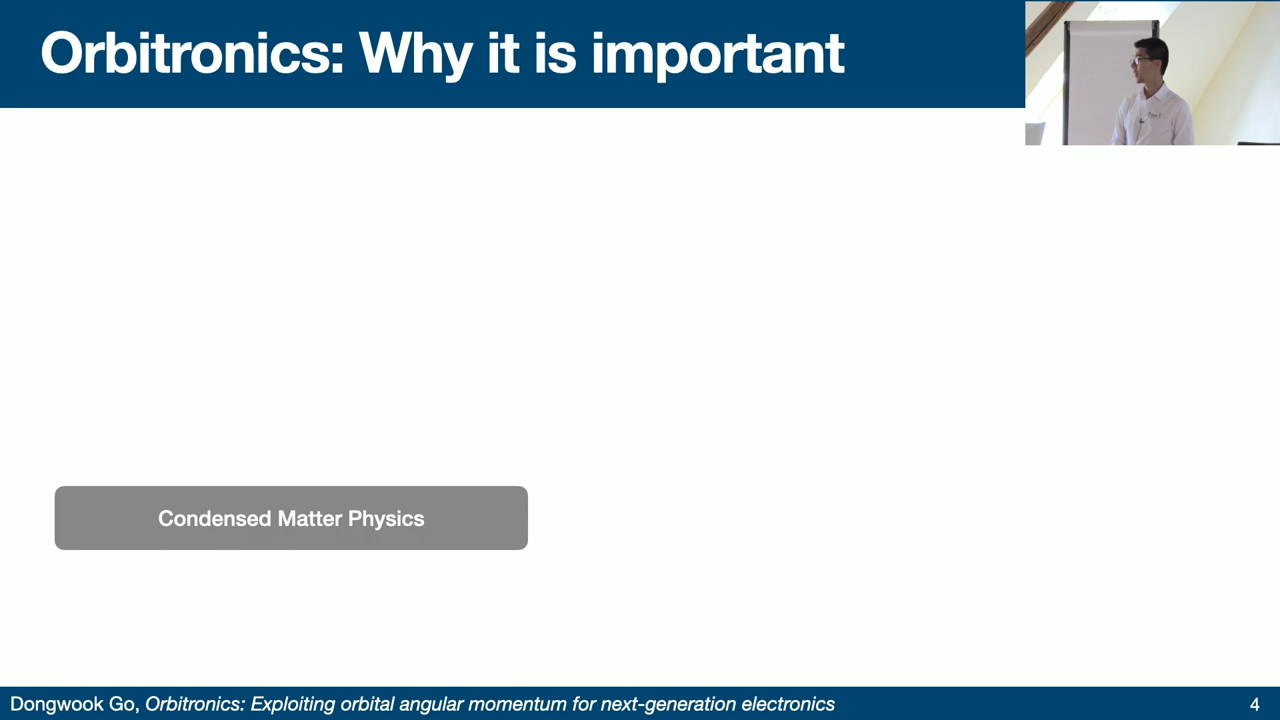 Orbitronics: Why it is important
Condensed Matter Physics
Dongwook Go, Orbitronics: Exploiting orbital angular momentum for next-generation electronics
4